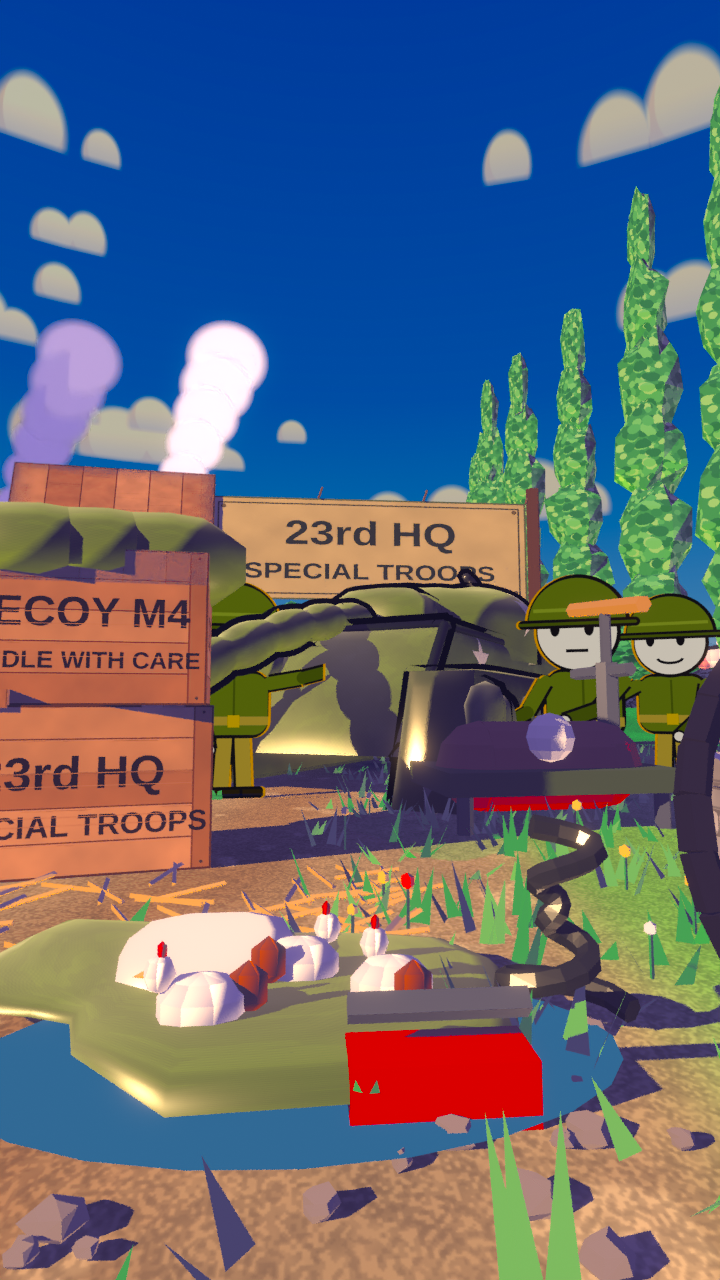 23rd HQ
SPECIAL TROOPS
ECOY M4
DLE WITH CARE
3rd HQ
CIAL TROOPS